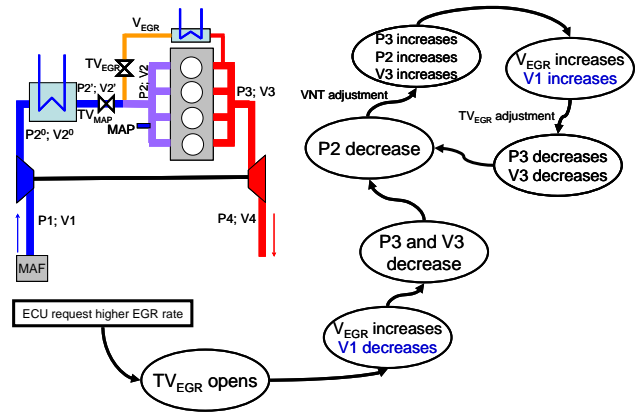 V_EGR
TV_EGR
P2'; V2'
P2; V2
P3; V3
TV_MAP
MAP
P2⁰; V2⁰
P1; V1
P4; V4
MAF
ECU request higher EGR rate
TV_EGR opens
V_EGR increases
V1 decreases
P3 and V3
decrease
P2 decrease
VNT adjustment
P3 increases
P2 increases
V3 increases
V_EGR increases
V1 increases
TV_EGR adjustment
P3 decreases
V3 decreases